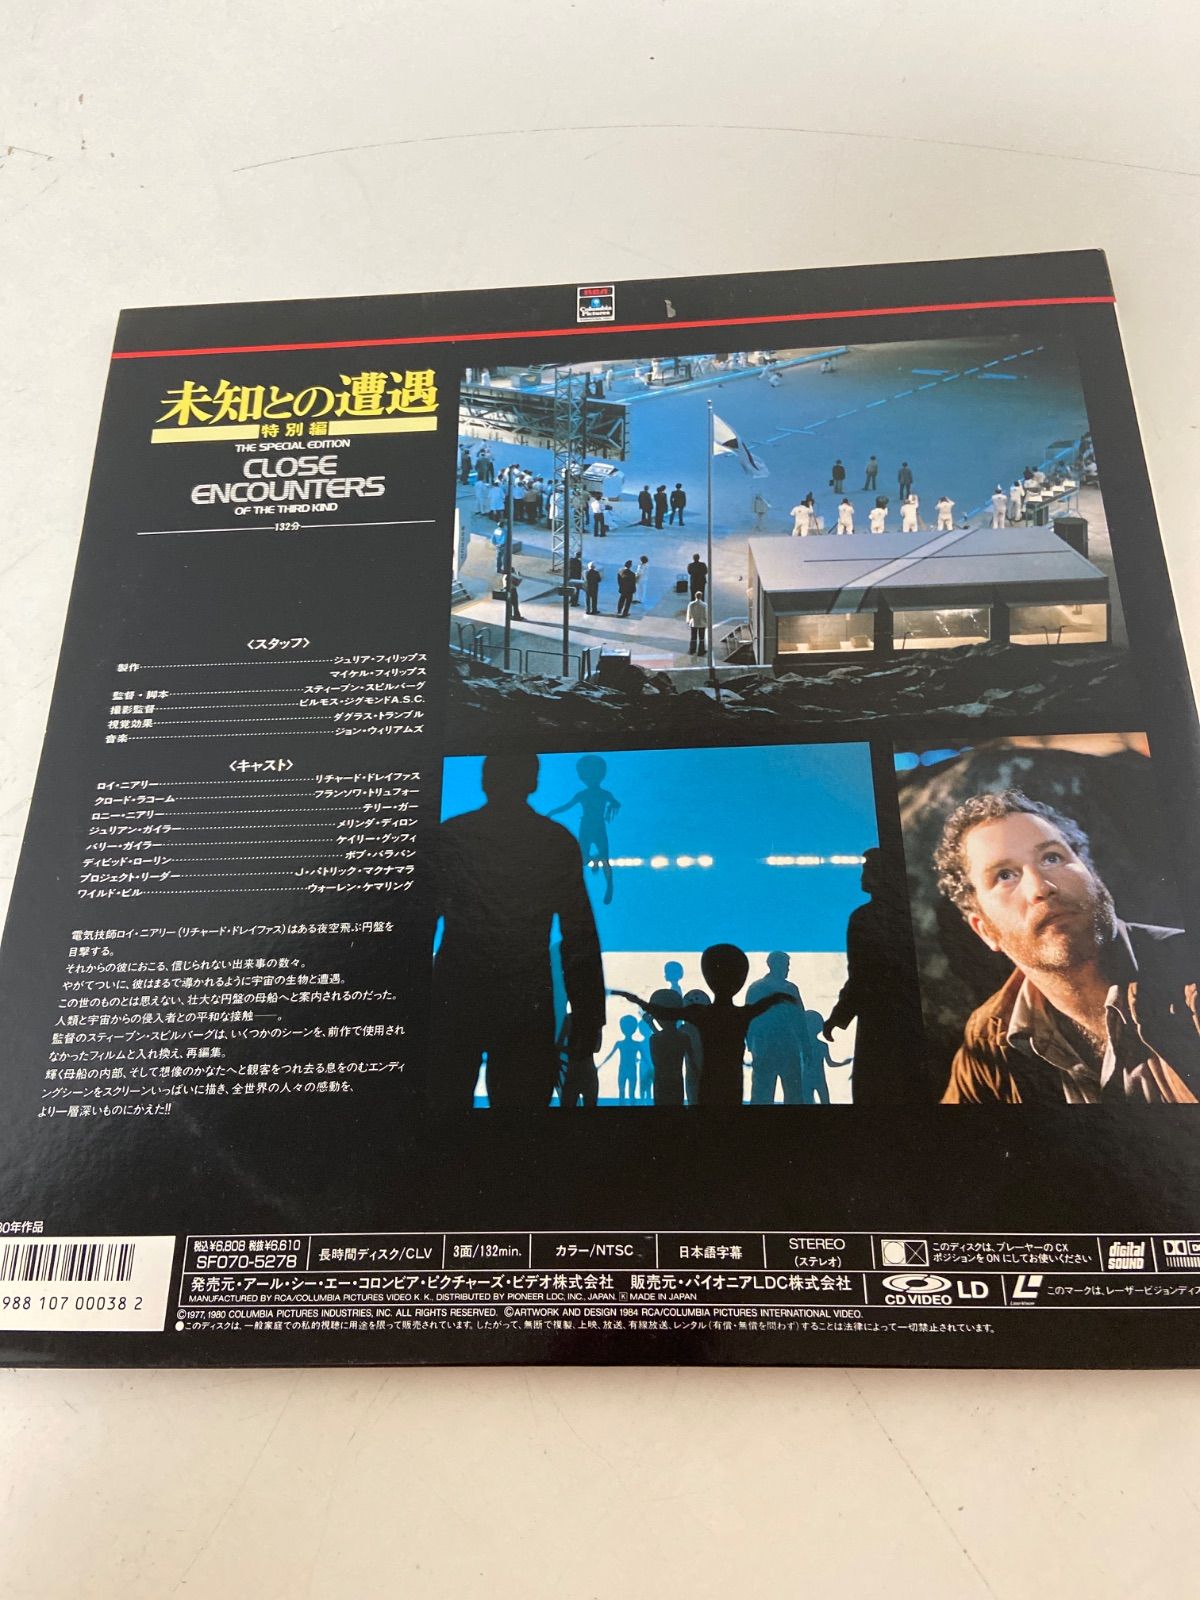 RCA
Columbia
Pictures
未知との遭遇
特別編
THE SPECIAL EDITION
CLOSE
ENCOUNTERS
OF THE THIRD KIND
132分
〈スタッフ〉
製作 ジュリア・フィリップス
マイケル・フィリップス
監督・脚本 スティーブン・スピルバーグ
撮影監督 ビルモス・ジグモンドA.S.C.
視覚効果 ダグラス・トランブル
音楽 ジョン・ウィリアムズ
〈キャスト〉
ロイ・ニアリー リチャード・ドレイファス
クロード・ラコーム フランソワ・トリュフォー
ロニー・ニアリー テリー・ガー
ジュリアン・ガイラー メリンダ・ディロン
バリー・ガイラー ケイリー・グッフィ
ディビッド・ローリン ボブ・バラバン
プロジェクト・リーダー J・パトリック・マクナマラ
ワイルド・ビル ウォーレン・ケマリング
電気技師ロイ・ニアリー(リチャード・ドレイファス)はある夜空飛ぶ円盤を
目撃する。
それからの彼におこる、信じられない出来事の数々。
やがてついに、彼はまるで導かれるように宇宙の生物と遭遇。
この世のものとは思えない、壮大な円盤の母船へと案内されるのだった。
人類と宇宙からの侵入者との平和な接触——。
監督のスティーブン・スピルバーグは、いくつかのシーンを、前作で使用され
なかったフィルムと入れ換え、再編集。
輝く母船の内部、そして想像のかなたへと観客をつれ去る息をのむエンディ
ングシーンをスクリーンいっぱいに描き、全世界の人々の感動を、
より一層深いものにかえた!!
80年作品
988 107 00038 2
税込¥6,808 税抜¥6,610
SF070-5278
長時間ディスク/CLV
3面/132min.
カラー/NTSC
日本語字幕
STEREO
(ステレオ)
このディスクは、プレーヤーのCX
ポジションをONにしてお使いください
digital
SOUND
発売元・アール・シー・エー・コロンビア・ピクチャーズ・ビデオ株式会社 販売元・パイオニアLDC株式会社
MANUFACTURED BY RCA/COLUMBIA PICTURES VIDEO K. K., DISTRIBUTED BY PIONEER LDC, INC., JAPAN. K MADE IN JAPAN
disc
CD VIDEO LD
LaserVision
このマークは、レーザービジョンディス
©1977, 1980 COLUMBIA PICTURES INDUSTRIES, INC. ALL RIGHTS RESERVED. ©ARTWORK AND DESIGN 1984 RCA/COLUMBIA PICTURES INTERNATIONAL VIDEO.
●このディスクは、一般家庭での私的視聴に用途を限って販売されています。したがって、無断で複製、上映、放送、有線放送、レンタル(有償・無償を問わず)することは法律によって一切禁止されています。